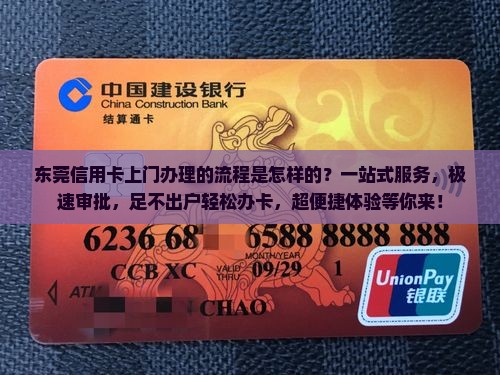 中国建设银行
China Construction Bank
结算通卡
东莞信用卡上门办理的流程是怎样的？一站式服务，极
速审批，足不出户轻松办卡，超便捷体验等你来！
6236 68 6588 8888 888
MONTH/YEAR
CCB XC VALID THRU 09/29 1
ATM
CHAO
UnionPay
银联